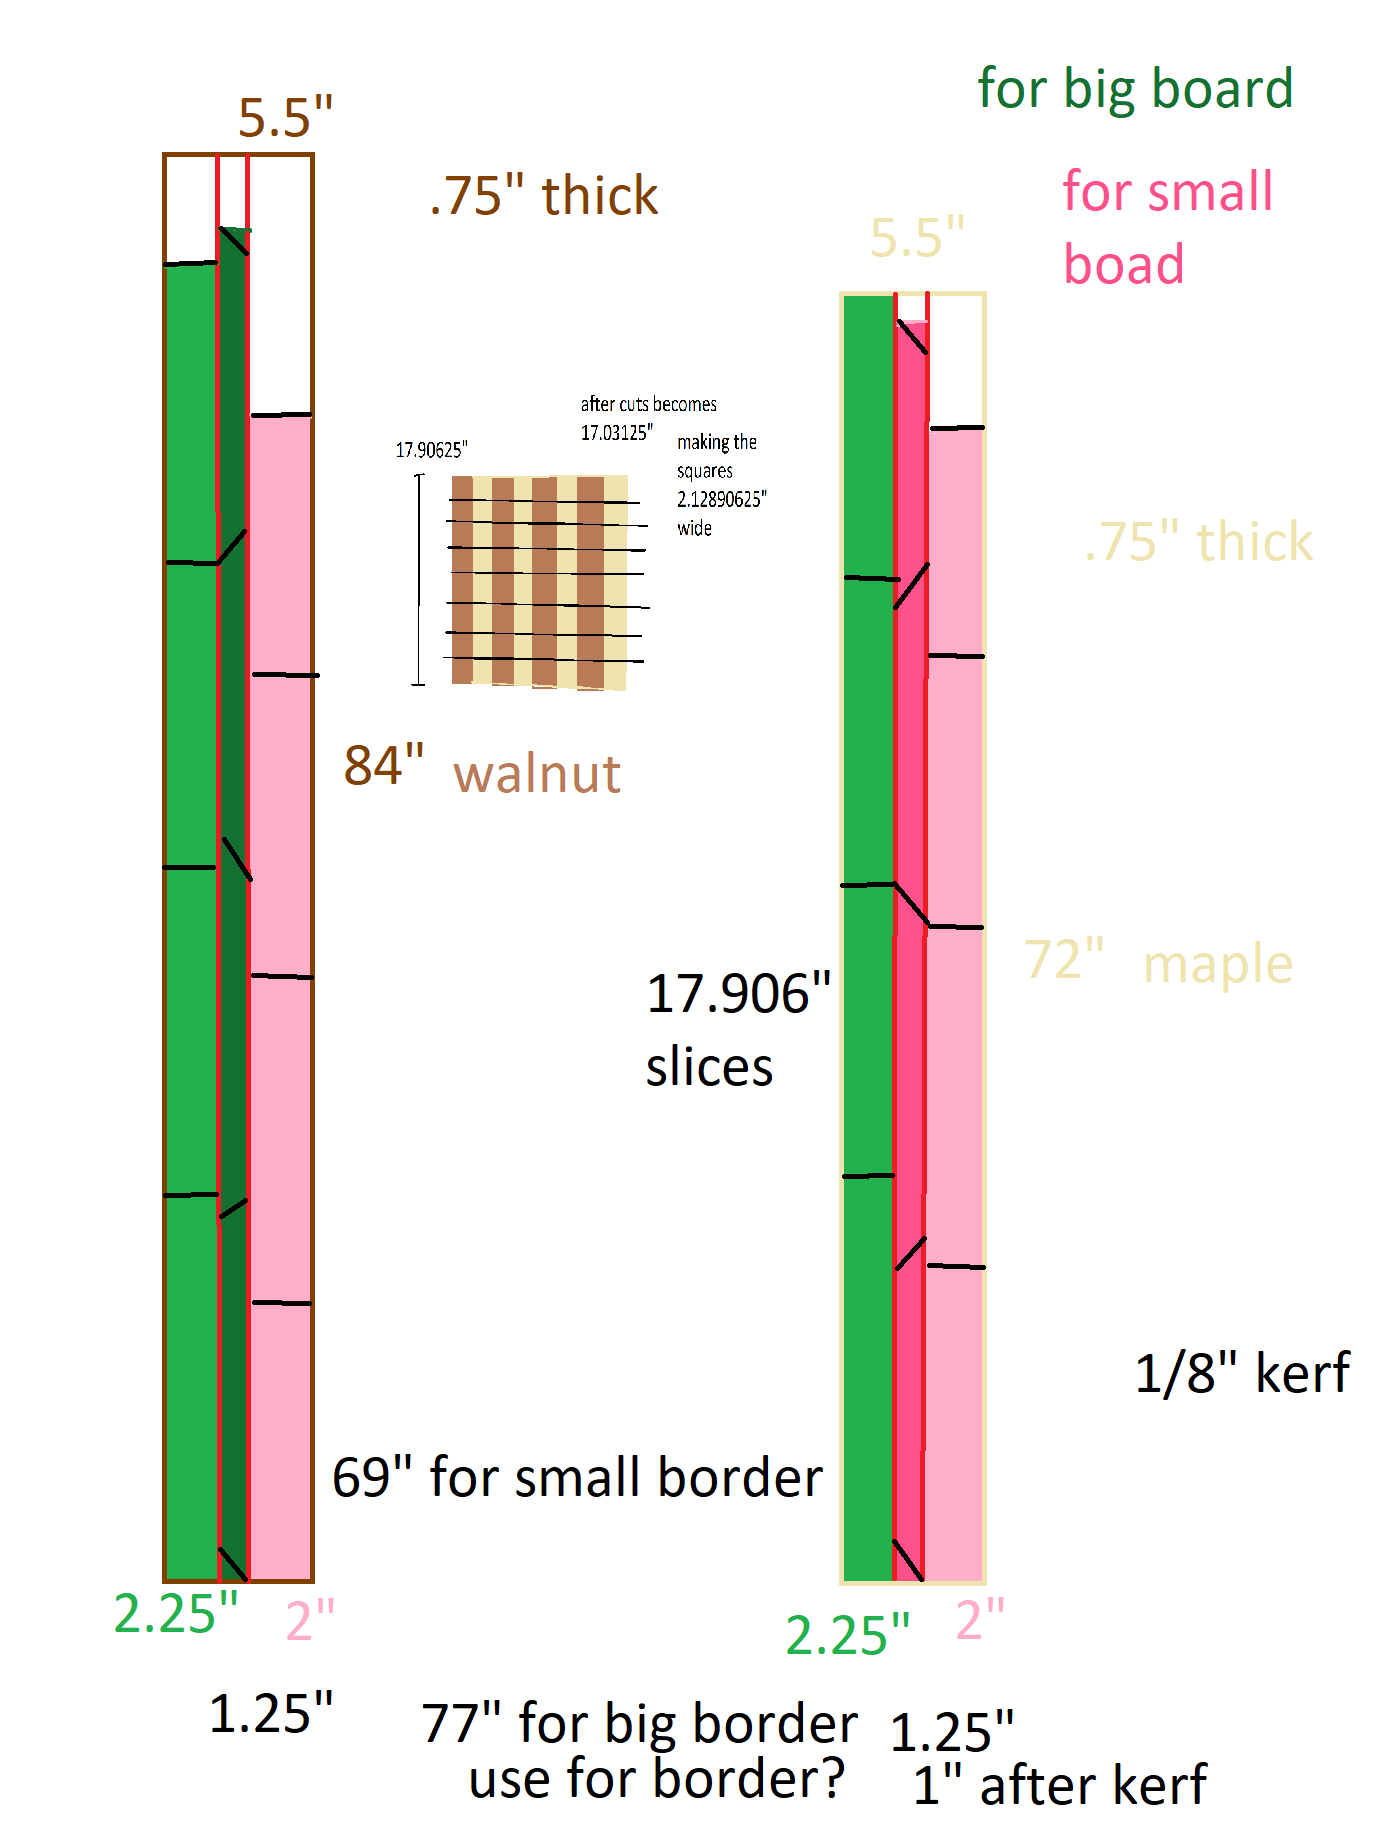 for big board
5.5"
.75" thick
for small
boad
5.5"
after cuts becomes
17.03125"
17.90625"
making the
squares
2.12890625"
wide
.75" thick
84"
walnut
72"
maple
17.906"
slices
1/8" kerf
69" for small border
2.25"
2"
2.25"
2"
1.25"
77" for big border
1.25"
use for border?
1" after kerf